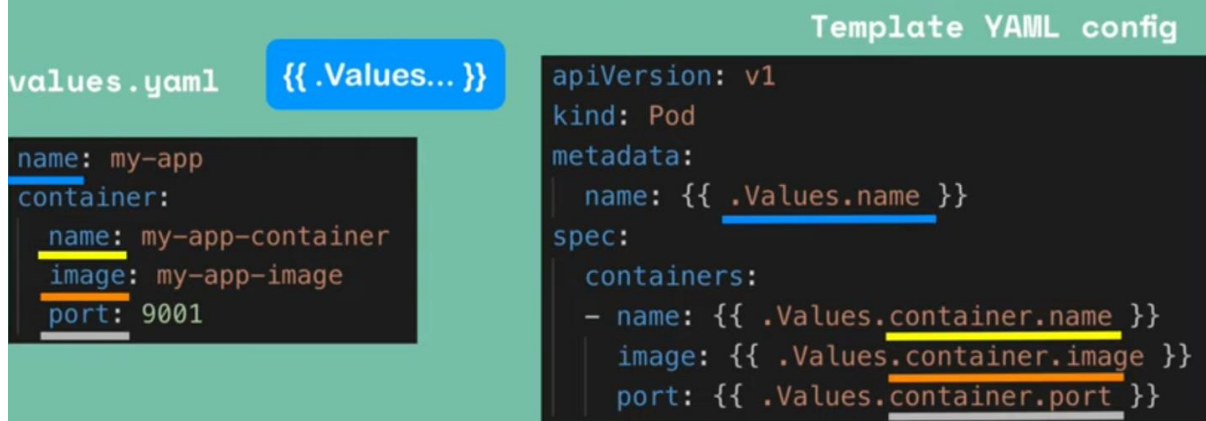 Template YAML config
values.yaml
{{ .Values... }}
name: my-app
container:
name: my-app-container
image: my-app-image
port: 9001
apiVersion: v1
kind: Pod
metadata:
name: {{ .Values.name }}
spec:
containers:
- name: {{ .Values.container.name }}
image: {{ .Values.container.image }}
port: {{ .Values.container.port }}